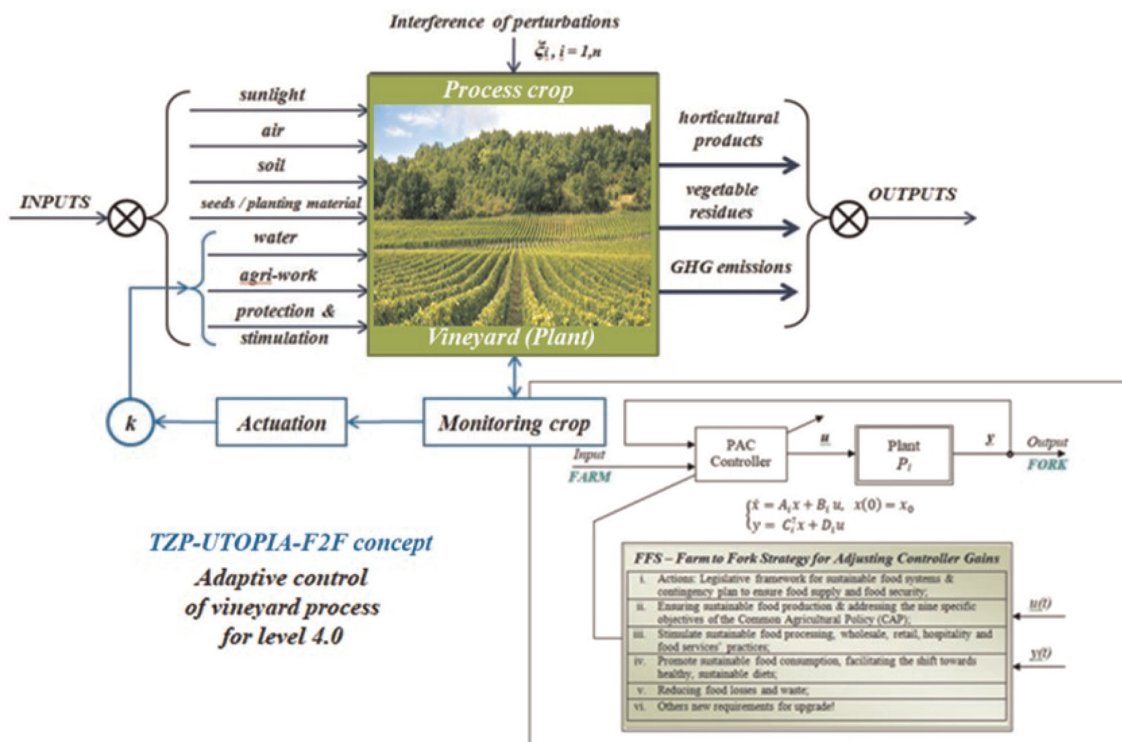 Interference of perturbations
ξi , i = 1,n
Process crop
Vineyard (Plant)
INPUTS
sunlight
air
soil
seeds / planting material
water
agri-work
protection &
stimulation
horticultural
products
vegetable
residues
GHG emissions
OUTPUTS
k
Actuation
Monitoring crop
TZP-UTOPIA-F2F concept
Adaptive control
of vineyard process
for level 4.0
Input
FARM
PAC
Controller
u
Plant
Pi
y
Output
FORK
{ẋ = Aix + Biu, x(0) = x0
y = Ciᵀx + Diu
FFS – Farm to Fork Strategy for Adjusting Controller Gains
i. Actions: Legislative framework for sustainable food systems &
contingency plan to ensure food supply and food security;
ii. Ensuring sustainable food production & addressing the nine specific
objectives of the Common Agricultural Policy (CAP);
iii. Stimulate sustainable food processing, wholesale, retail, hospitality and
food services' practices;
iv. Promote sustainable food consumption, facilitating the shift towards
healthy, sustainable diets;
v. Reducing food losses and waste;
vi. Others new requirements for upgrade!
u(t)
y(t)